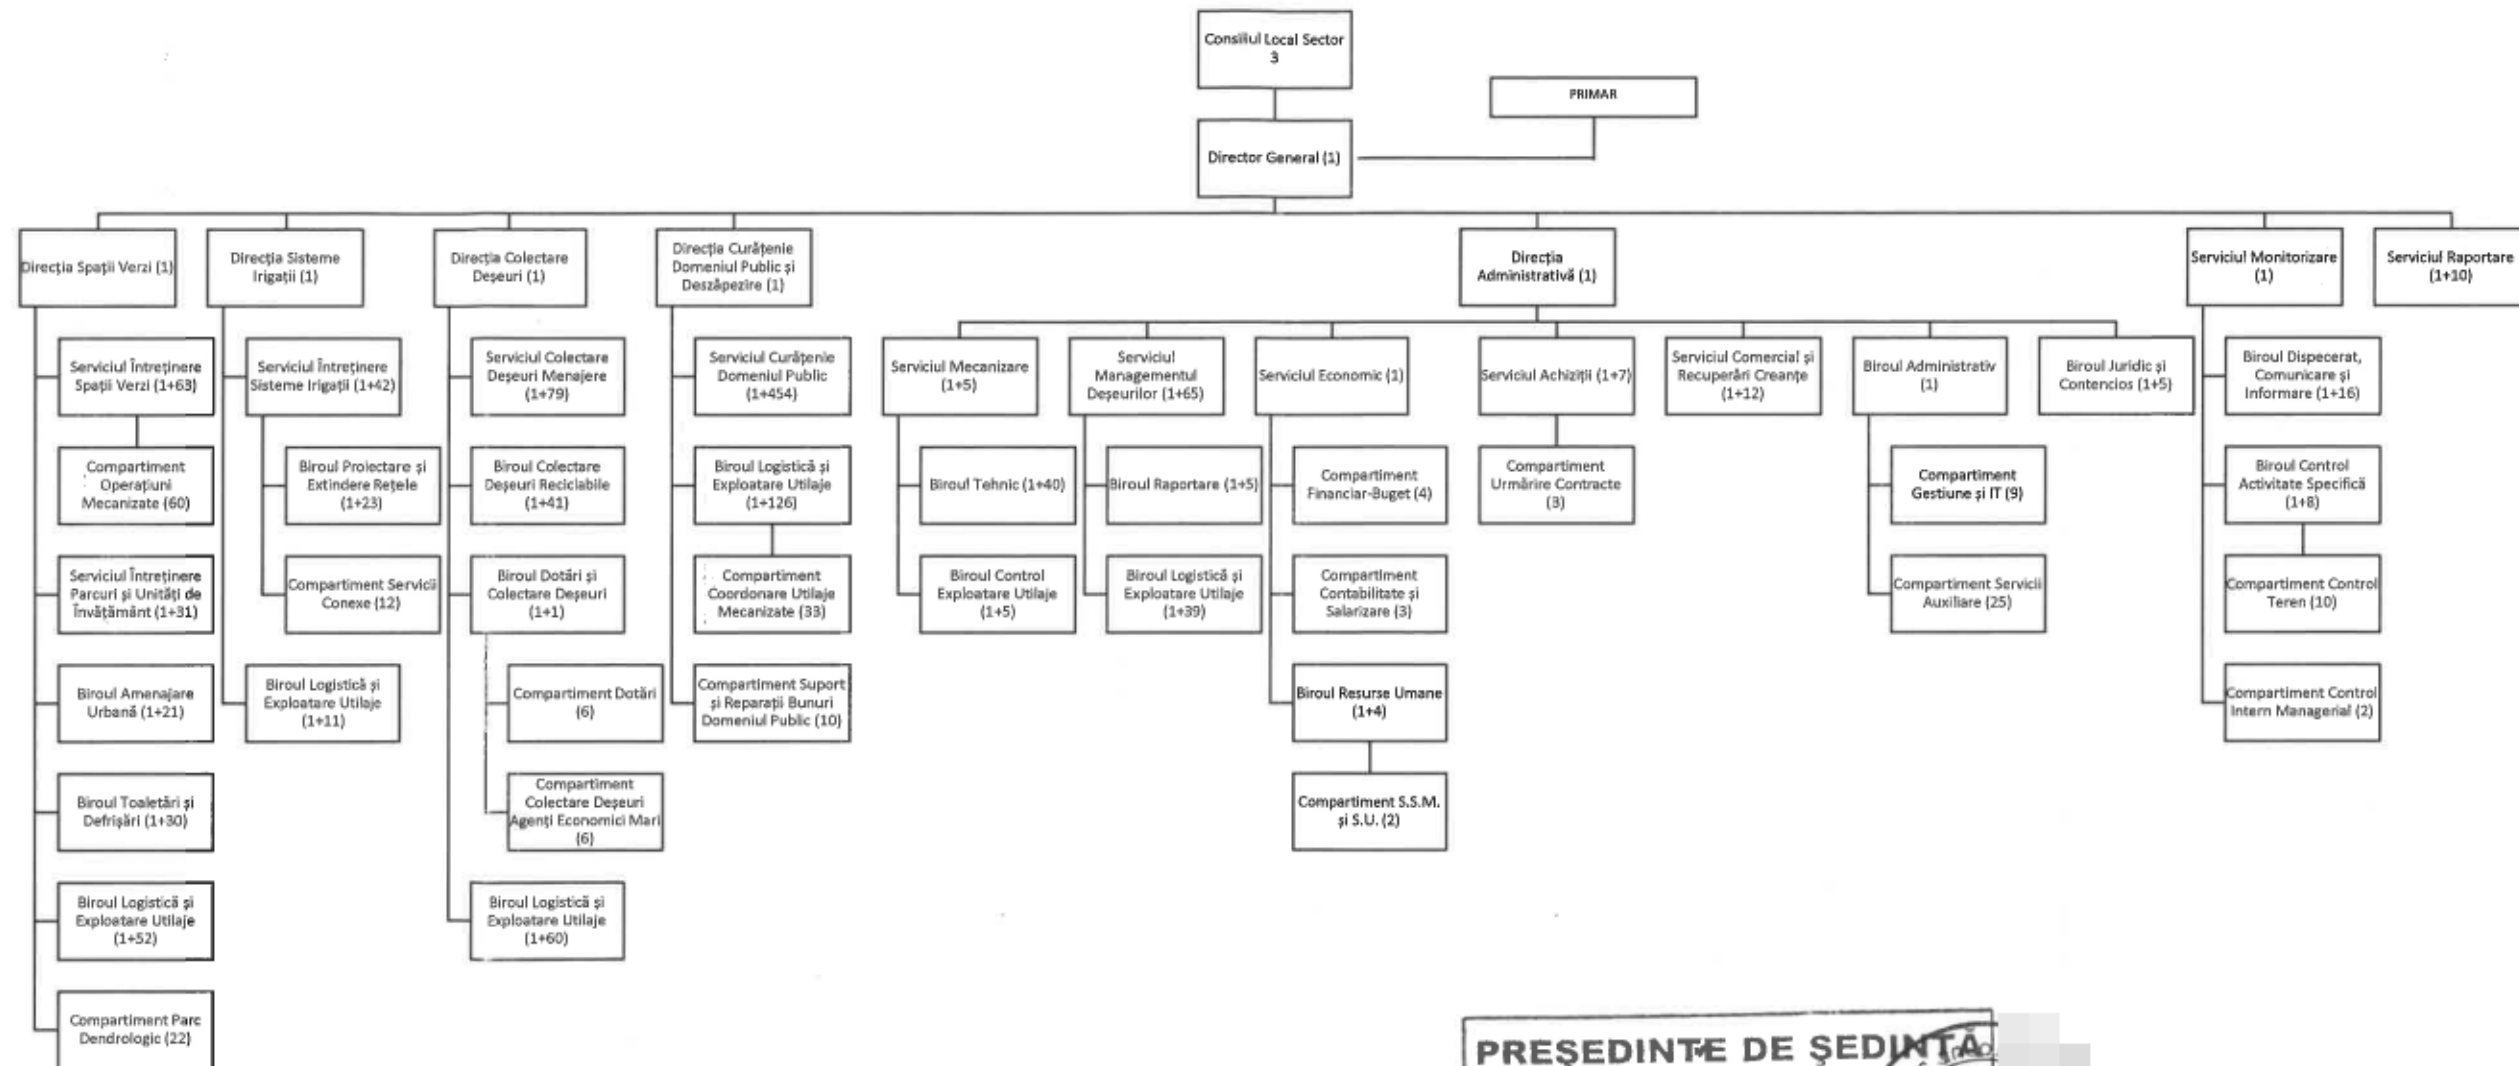 Consiliul Local Sector
3
PRIMAR
Director General (1)
Direcția Spații Verzi (1)
Direcția Sisteme
Irigații (1)
Direcția Colectare
Deșeuri (1)
Direcția Curățenie
Domeniul Public și
Deszăpezire (1)
Direcția
Administrativă (1)
Serviciul Monitorizare
(1)
Serviciul Raportare
(1+10)
Serviciul Întreținere
Spații Verzi (1+63)
Compartiment
Operațiuni
Mecanizate (60)
Serviciul Întreținere
Parcuri și Unități de
Învățământ (1+31)
Biroul Amenajare
Urbană (1+21)
Biroul Toaletări și
Defrișări (1+30)
Biroul Logistică și
Exploatare Utilaje
(1+52)
Compartiment Parc
Dendrologic (22)
Serviciul Întreținere
Sisteme Irigații (1+42)
Biroul Proiectare și
Extindere Rețele
(1+23)
Compartiment Servicii
Conexe (12)
Biroul Logistică și
Exploatare Utilaje
(1+11)
Serviciul Colectare
Deșeuri Menajere
(1+79)
Biroul Colectare
Deșeuri Reciclabile
(1+41)
Biroul Dotări și
Colectare Deșeuri
(1+1)
Compartiment Dotări
(6)
Compartiment
Colectare Deșeuri
Agenți Economici Mari
(6)
Biroul Logistică și
Exploatare Utilaje
(1+60)
Serviciul Curățenie
Domeniul Public
(1+454)
Biroul Logistică și
Exploatare Utilaje
(1+126)
Compartiment
Coordonare Utilaje
Mecanizate (33)
Compartiment Suport
și Reparații Bunuri
Domeniul Public (10)
Serviciul Mecanizare
(1+5)
Biroul Tehnic (1+40)
Biroul Control
Exploatare Utilaje
(1+5)
Serviciul
Managementul
Deșeurilor (1+65)
Biroul Raportare (1+5)
Biroul Logistică și
Exploatare Utilaje
(1+39)
Serviciul Economic (1)
Compartiment
Financiar-Buget (4)
Compartiment
Contabilitate și
Salarizare (3)
Biroul Resurse Umane
(1+4)
Compartiment S.S.M.
și S.U. (2)
Serviciul Achiziții (1+7)
Compartiment
Urmărire Contracte
(3)
Serviciul Comercial și
Recuperări Creanțe
(1+12)
Biroul Administrativ
(1)
Compartiment
Gestiune și IT (9)
Compartiment Servicii
Auxiliare (25)
Biroul Juridic și
Contencios (1+5)
Biroul Dispecerat,
Comunicare și
Informare (1+16)
Biroul Control
Activitate Specifică
(1+8)
Compartiment Control
Teren (10)
Compartiment Control
Intern Managerial (2)
PREȘEDINTE DE ȘEDINȚĂ